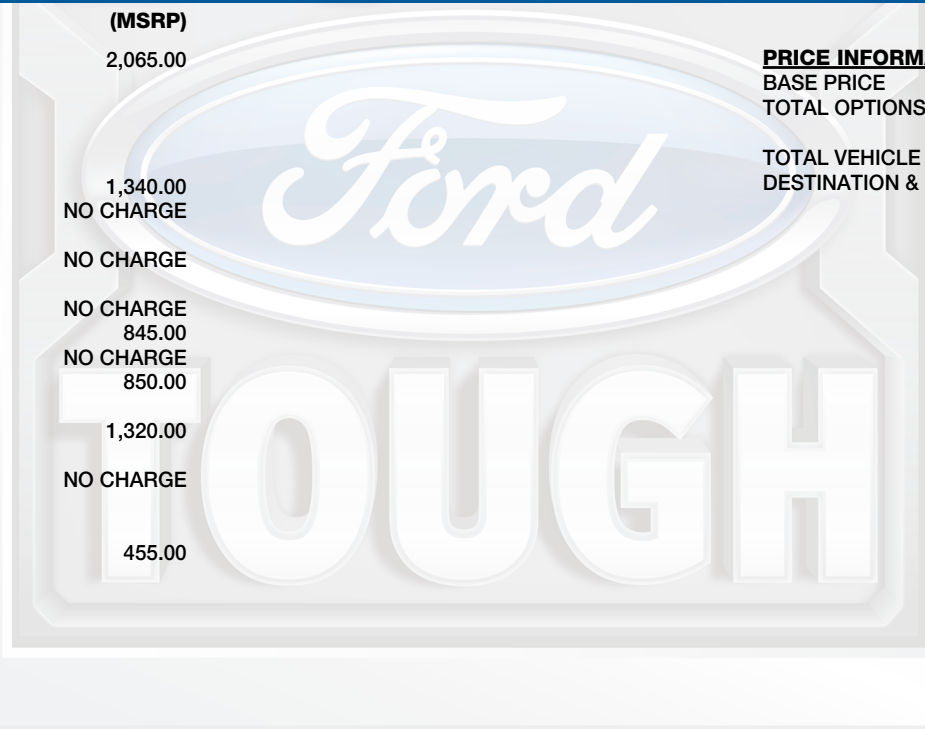 (MSRP)
2,065.00
1,340.00
NO CHARGE
NO CHARGE
NO CHARGE
845.00
NO CHARGE
850.00
1,320.00
NO CHARGE
455.00
PRICE INFORMA
BASE PRICE
TOTAL OPTIONS
TOTAL VEHICLE
DESTINATION &
Ford
TOUGH